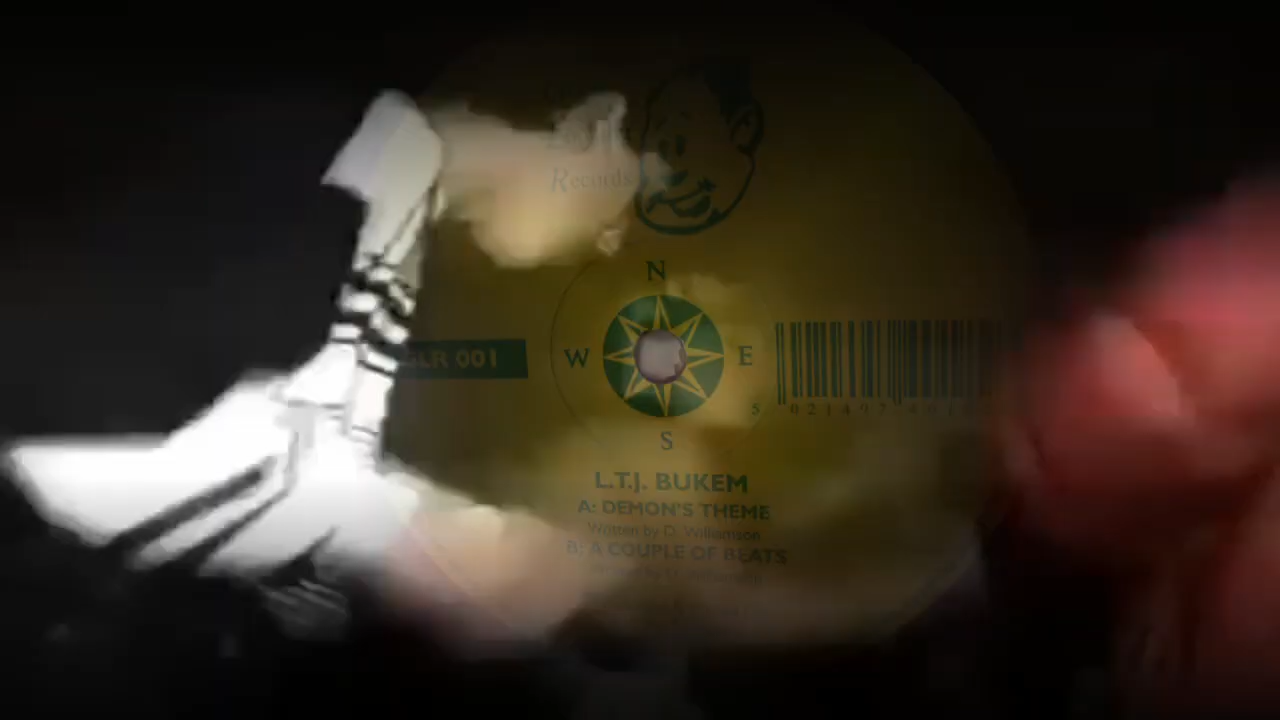 Records
N
GLR 001
W
E
S
L.T.J. BUKEM
A: DEMON'S THEME
Written by D. Williamson
B: A COUPLE OF BEATS